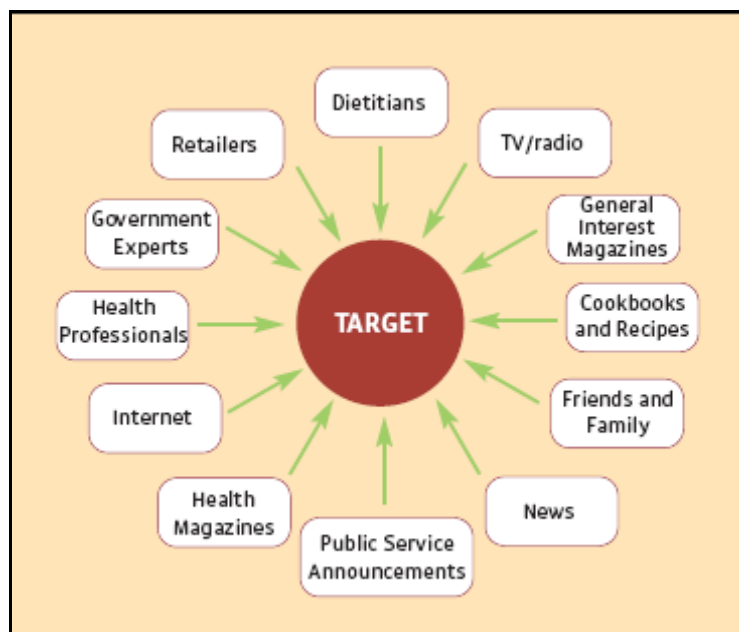 Dietitians
TV/radio
General
Interest
Magazines
Cookbooks
and Recipes
Friends and
Family
News
Public Service
Announcements
Health
Magazines
Internet
Health
Professionals
Government
Experts
Retailers
TARGET